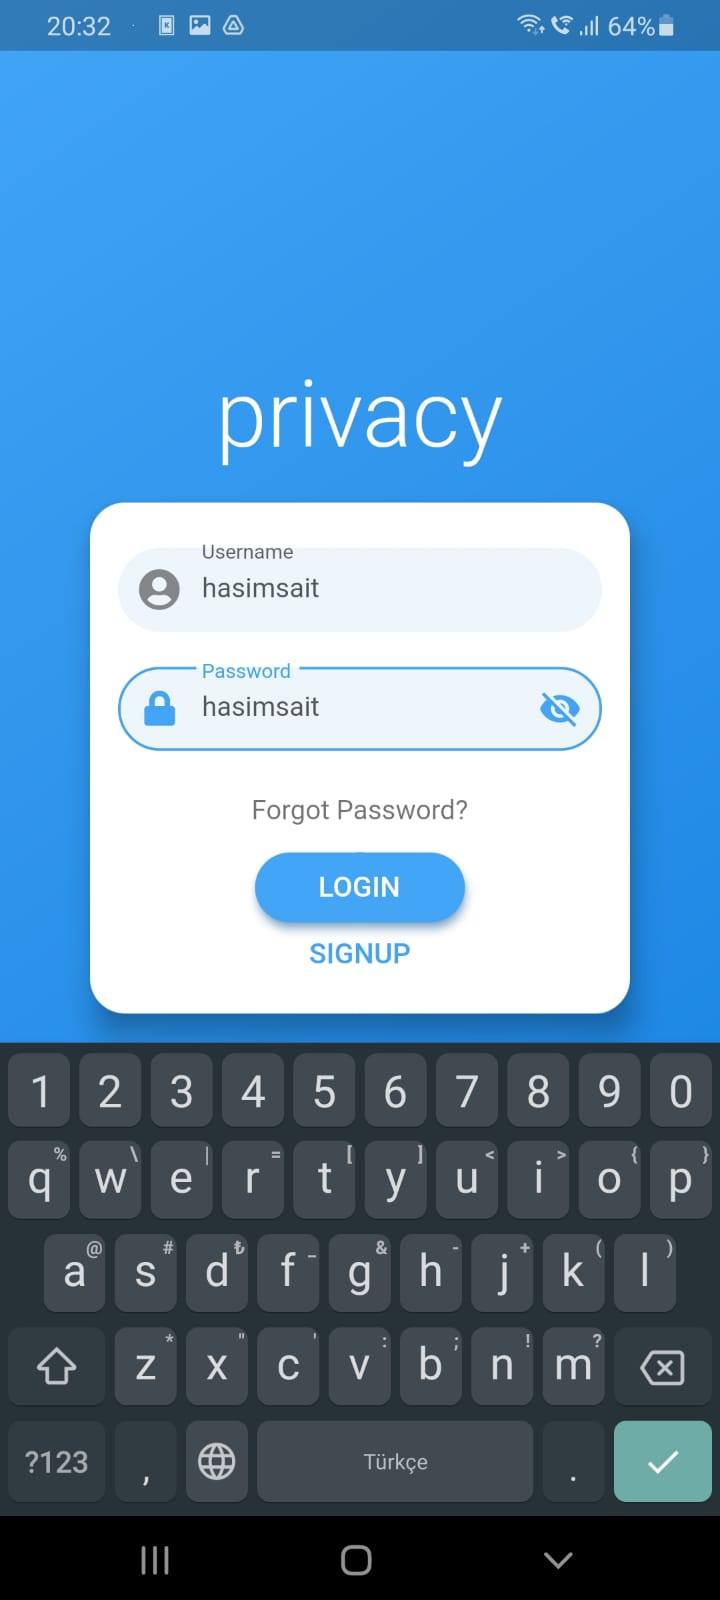 20:32 64%
privacy
Username
hasimsait
Password
hasimsait
Forgot Password?
LOGIN
SIGNUP
1 2 3 4 5 6 7 8 9 0
% \ | = [ ] < > { }
q w e r t y u i o p
@ # ₺ _ & - + ( )
a s d f g h j k l
* " ' : ; ! ?
z x c v b n m
?123 , Türkçe .